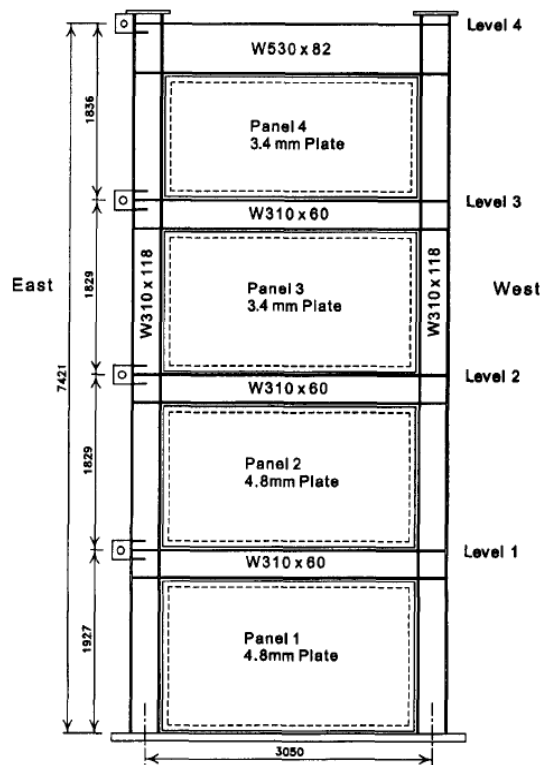 Level 4
W530 x 82
1836
Panel 4
3.4 mm Plate
Level 3
W310 x 60
East
W310 x 118
1829
Panel 3
3.4 mm Plate
W310 x 118
West
7421
Level 2
W310 x 60
1829
Panel 2
4.8mm Plate
Level 1
W310 x 60
1927
Panel 1
4.8mm Plate
3050